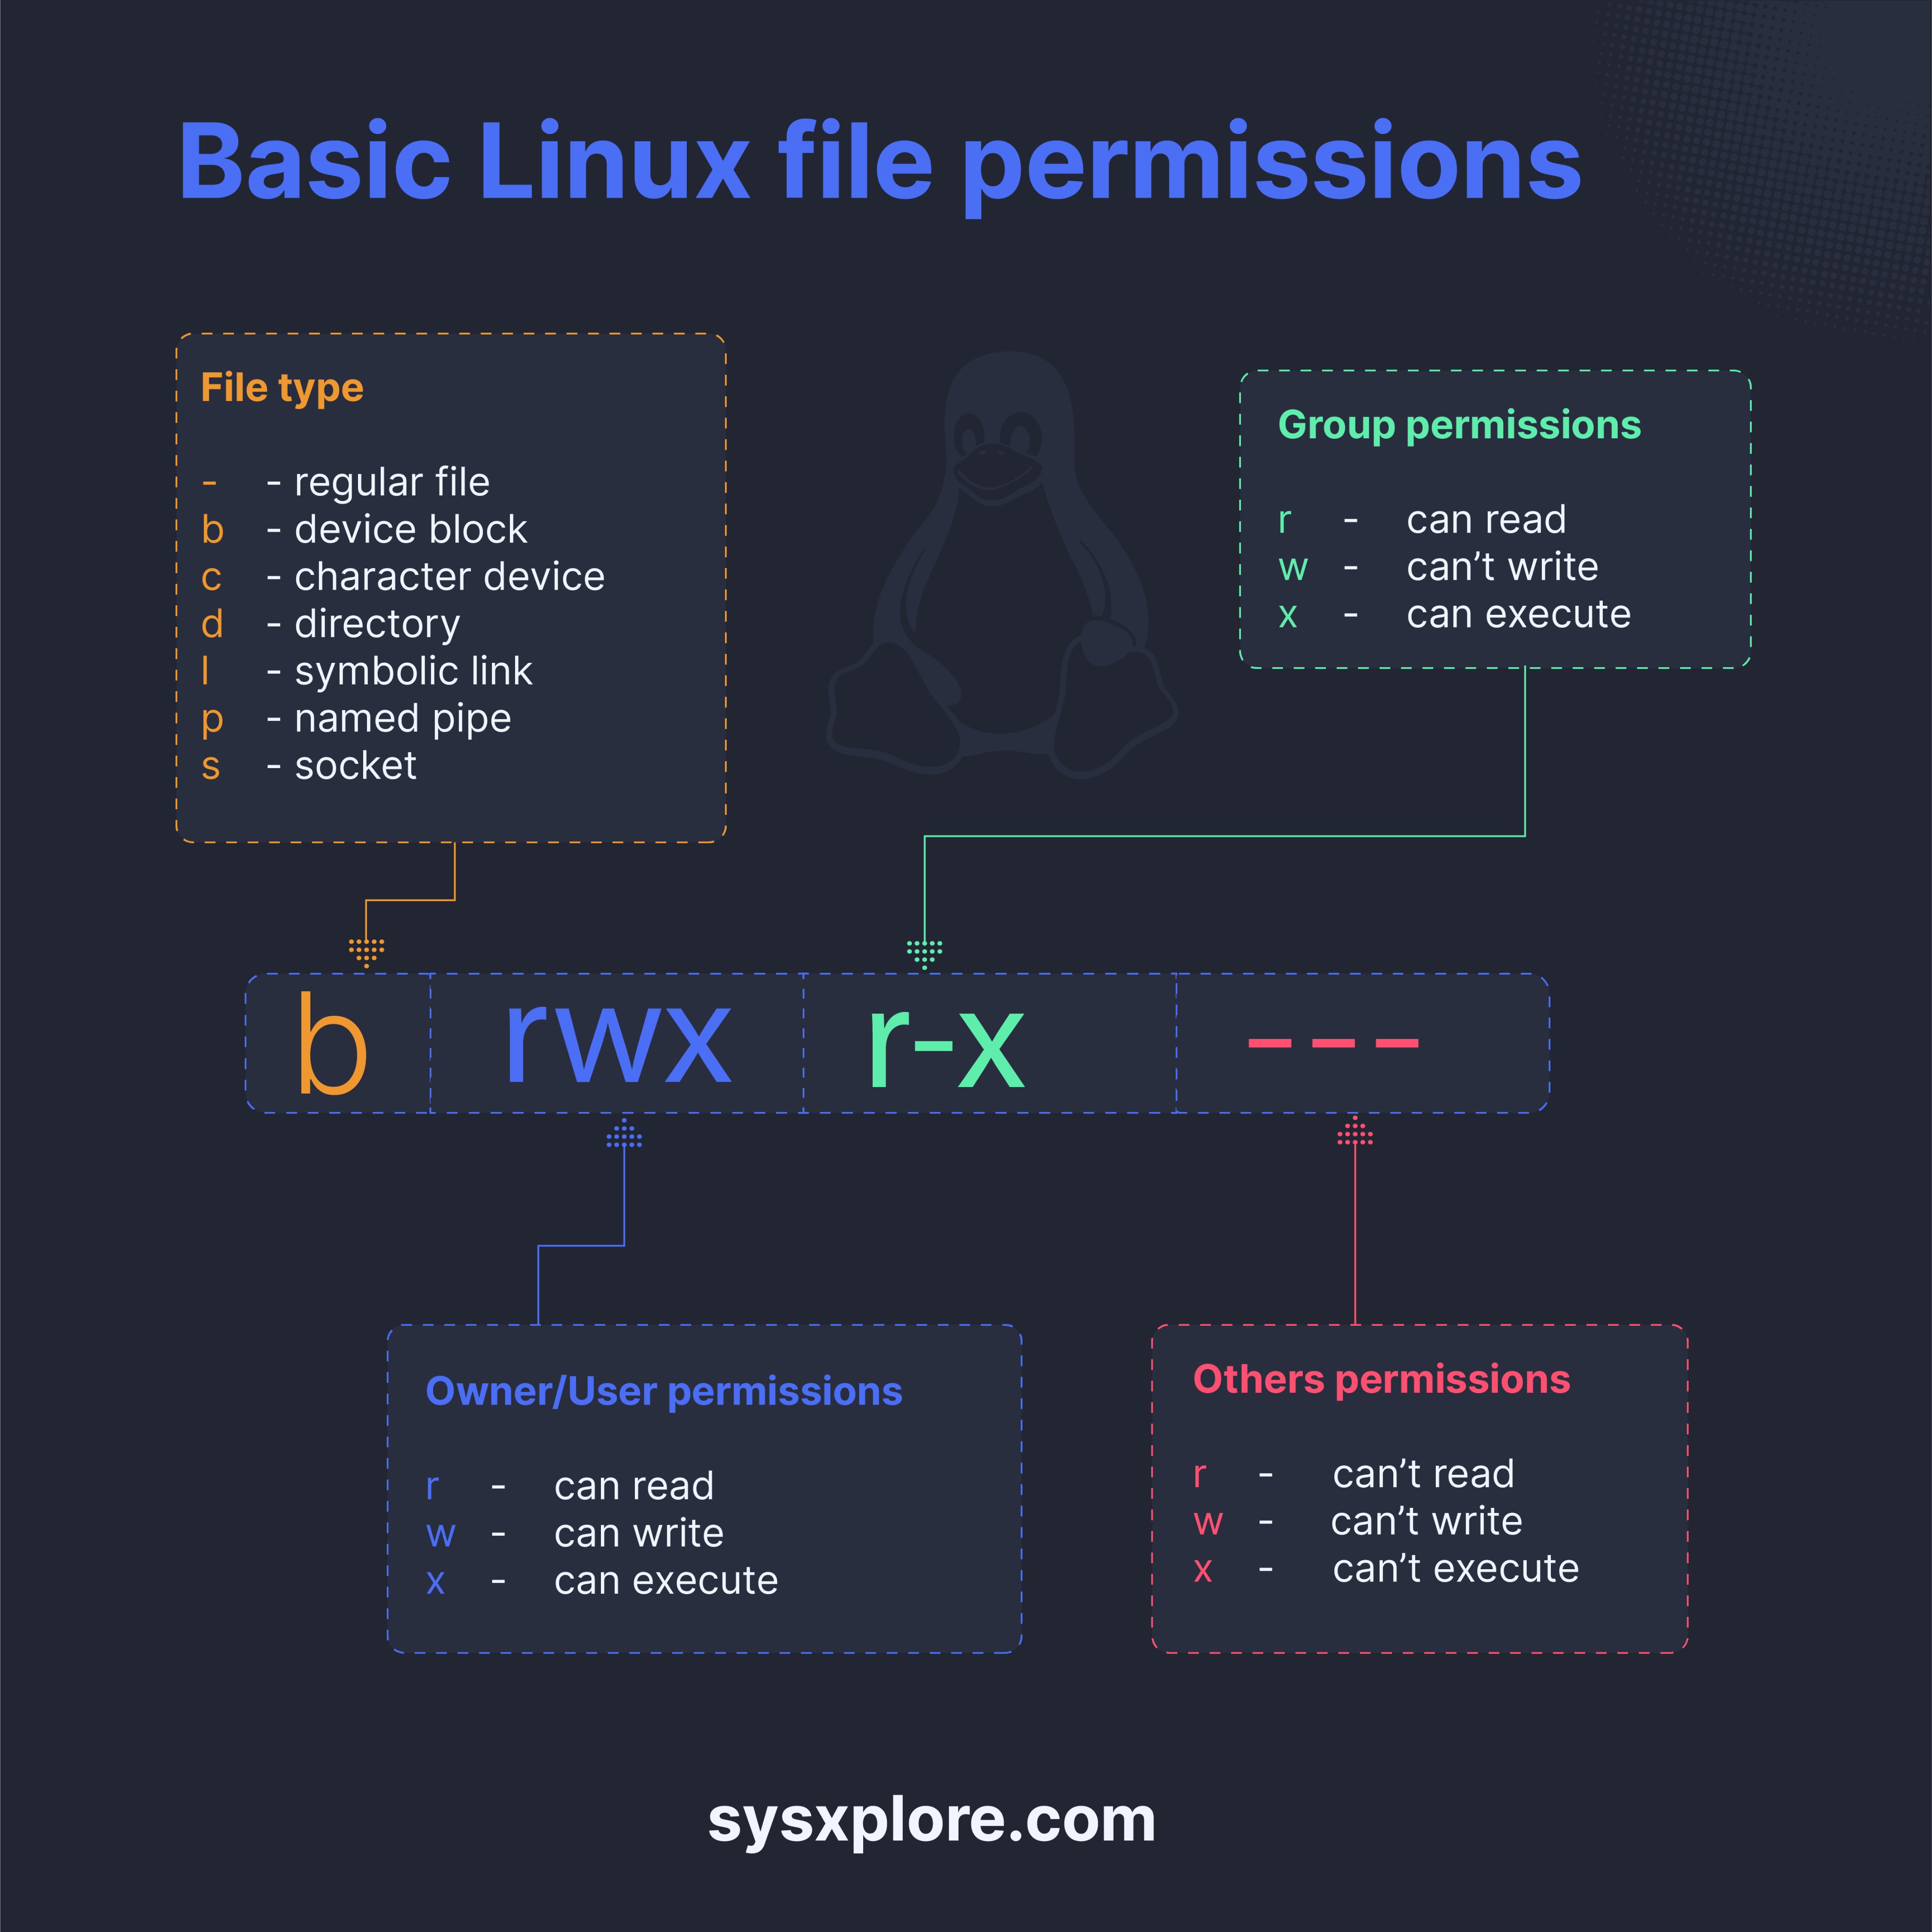 Basic Linux file permissions
File type
- - regular file
b - device block
c - character device
d - directory
l - symbolic link
p - named pipe
s - socket
Group permissions
r - can read
w - can’t write
x - can execute
b rwx r-x ---
Owner/User permissions
r - can read
w - can write
x - can execute
Others permissions
r - can’t read
w - can’t write
x - can’t execute
sysxplore.com